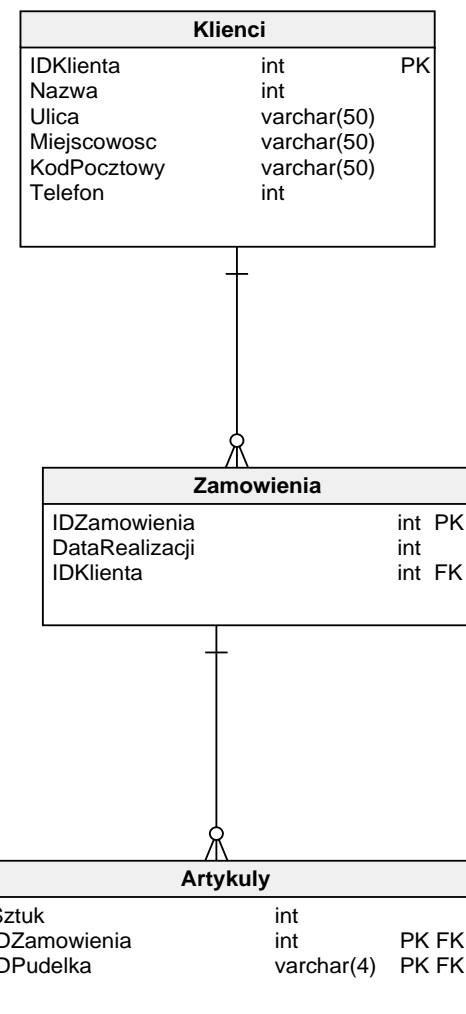 Klienci
IDKlienta int PK
Nazwa int
Ulica varchar(50)
Miejscowosc varchar(50)
KodPocztowy varchar(50)
Telefon int
Zamowienia
IDZamowienia int PK
DataRealizacji int
IDKlienta int FK
Artykuly
Sztuk int
DZamowienia int PK FK
DPudelka varchar(4) PK FK